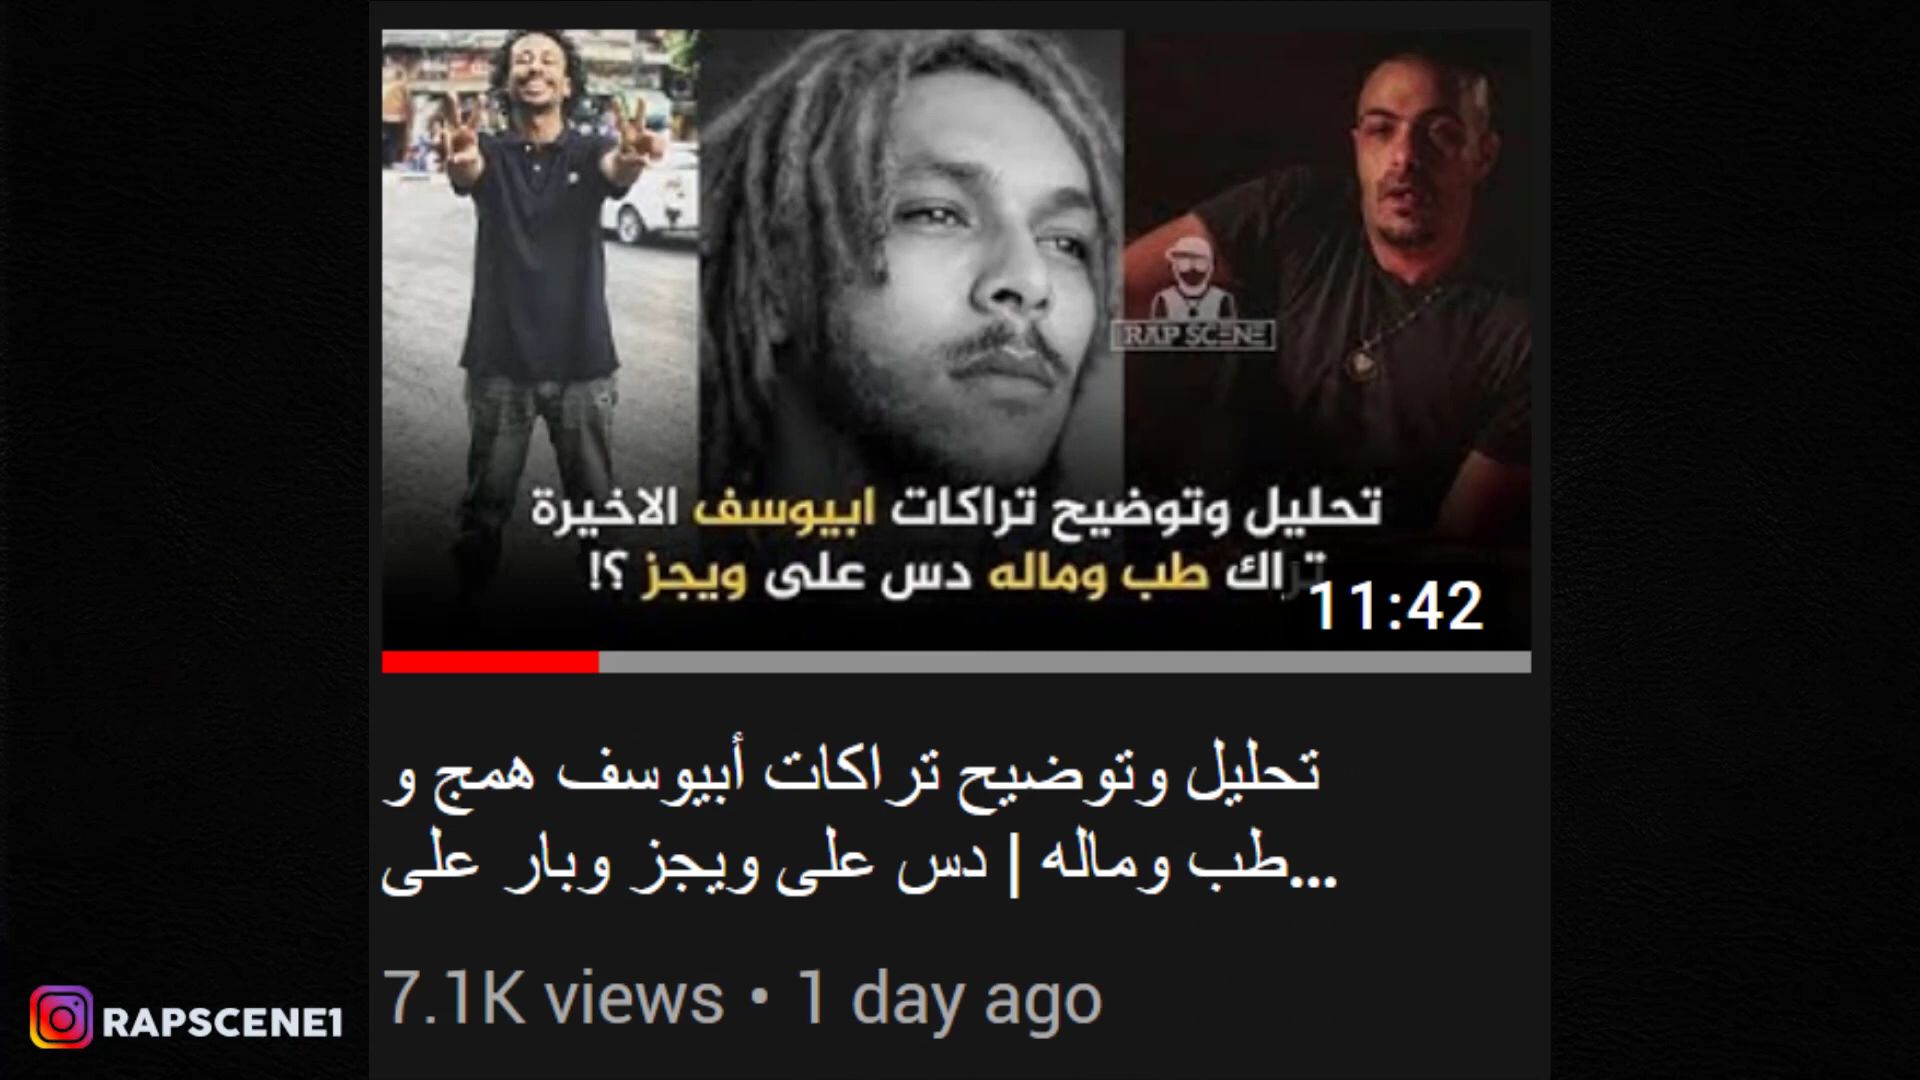 RAP SCENE
تحليل وتوضيح تراكات ابيوسف الاخيرة
تراك طب وماله دس على ويجز ؟!
11:42
تحليل وتوضيح تراكات أبيوسف همج و
طب وماله | دس على ويجز وبار على...
7.1K views • 1 day ago
RAPSCENE1